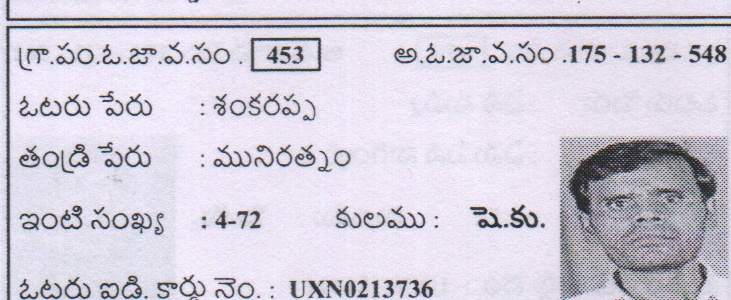 గ్రా.పం.ఓ.జా.వ.సం 453 అ.ఓ.జా.వ.సం .175 - 132 - 548
ఓటరు పేరు : శంకరప్ప
తండ్రి పేరు : మునిరత్నం
ఇంటి సంఖ్య : 4-72 కులము : షె.కు.
ఓటరు ఐడి. కార్డు నెం. : UXN0213736